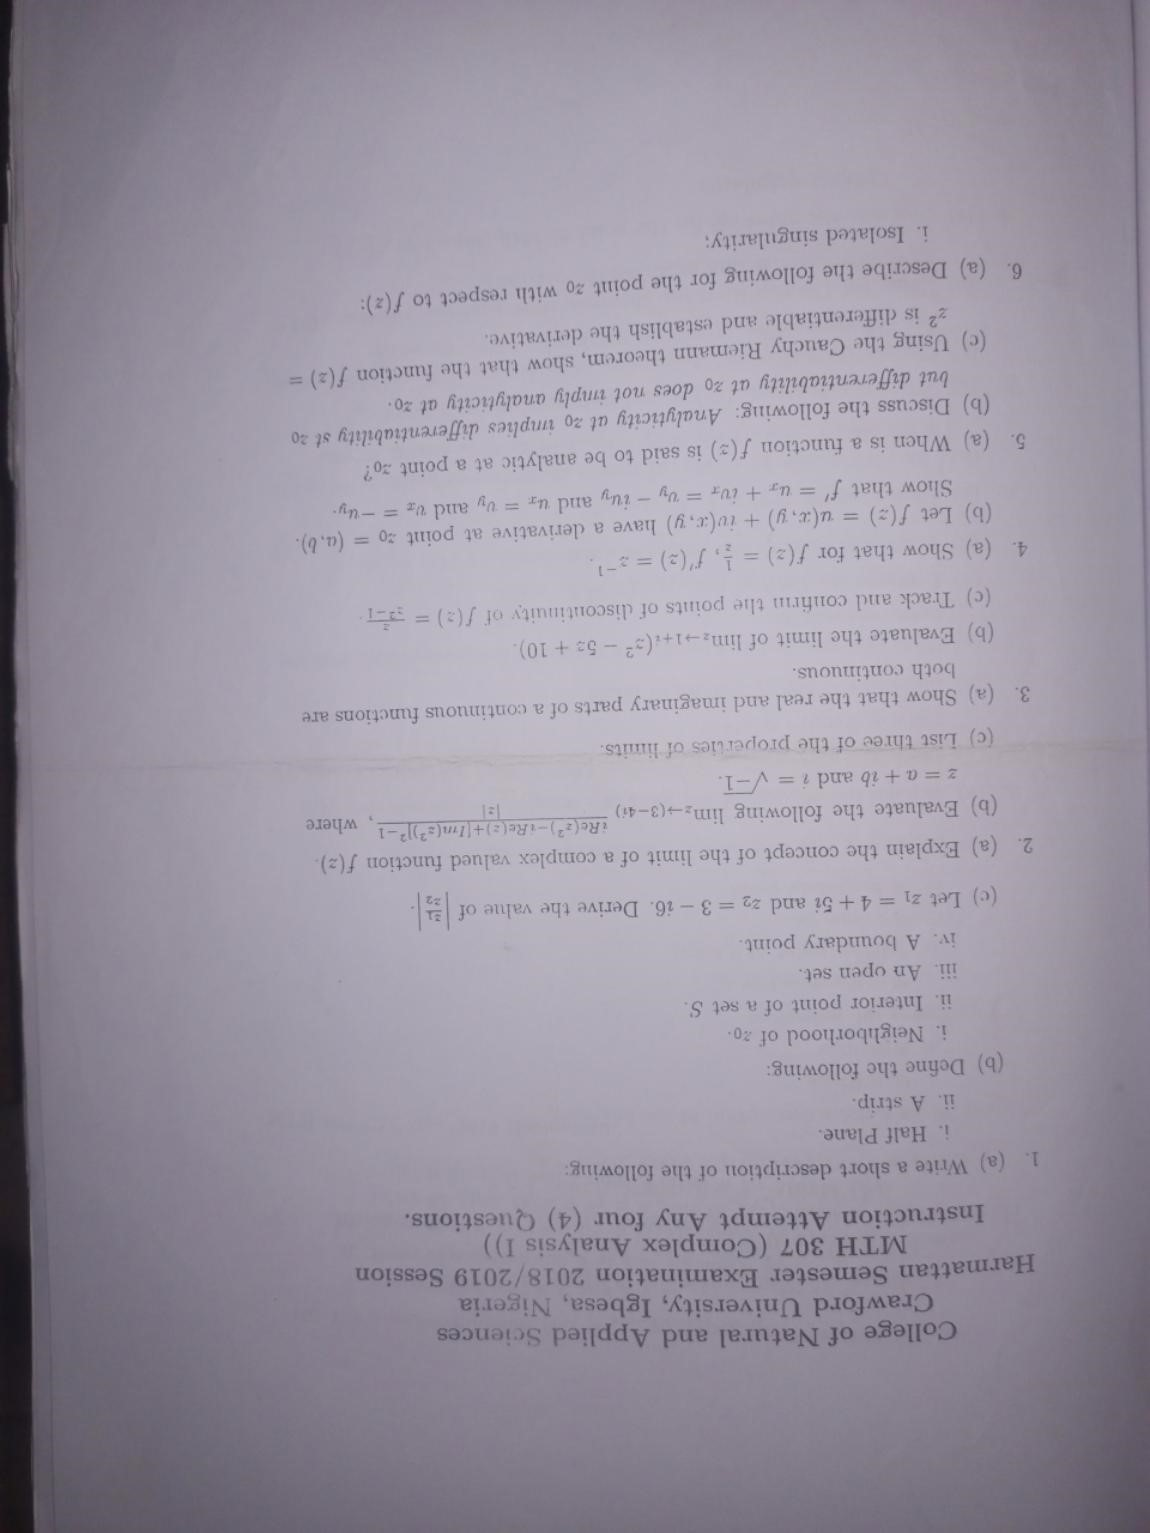 College of Natural and Applied Sciences
Crawford University, Igbesa, Nigeria
Harmattan Semester Examination 2018/2019 Session
MTH 307 (Complex Analysis I))
Instruction Attempt Any four (4) Questions.
1. (a) Write a short description of the following:
i. Half Plane.
ii. A strip.
(b) Define the following:
i. Neighborhood of z₀.
ii. Interior point of a set S.
iii. An open set.
iv. A boundary point.
(c) Let z₁ = 4 + 5i and z₂ = 3 − i6. Derive the value of |z₁/z₂|.
2. (a) Explain the concept of the limit of a complex valued function f(z).
(b) Evaluate the following lim_{z→(3−4i)} (iRe(z²)−iRe(z)+[Im(z²)]²−1)/|z|, where
z = a + ib and i = √−1.
(c) List three of the properties of limits.
3. (a) Show that the real and imaginary parts of a continuous functions are
both continuous.
(b) Evaluate the limit of lim_{z→1+i}(z² − 5z + 10).
(c) Track and confirm the points of discontinuity of f(z) = z/(z²−1).
4. (a) Show that for f(z) = 1/z, f′(z) = z⁻¹.
(b) Let f(z) = u(x, y) + iv(x, y) have a derivative at point z₀ = (a, b).
Show that f′ = uₓ + ivₓ = v_y − iu_y and uₓ = v_y and vₓ = −u_y.
5. (a) When is a function f(z) is said to be analytic at a point z₀?
(b) Discuss the following: Analyticity at z₀ implies differentiability st z₀
but differentiability at z₀ does not imply analyticity at z₀.
(c) Using the Cauchy Riemann theorem, show that the function f(z) =
z² is differentiable and establish the derivative.
6. (a) Describe the following for the point z₀ with respect to f(z):
i. Isolated singularity;